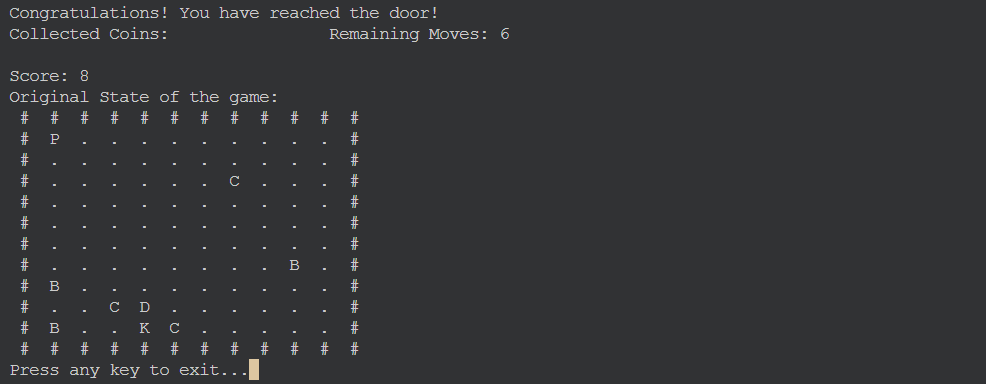 Congratulations! You have reached the door!
Collected Coins:                Remaining Moves: 6

Score: 8
Original State of the game:
 #  #  #  #  #  #  #  #  #  #  #  #
 #  P  .  .  .  .  .  .  .  .  .  #
 #  .  .  .  .  .  .  .  .  .  .  #
 #  .  .  .  .  .  .  C  .  .  .  #
 #  .  .  .  .  .  .  .  .  .  .  #
 #  .  .  .  .  .  .  .  .  .  .  #
 #  .  .  .  .  .  .  .  .  .  .  #
 #  .  .  .  .  .  .  .  .  B  .  #
 #  B  .  .  .  .  .  .  .  .  .  #
 #  .  .  C  D  .  .  .  .  .  .  #
 #  B  .  .  K  C  .  .  .  .  .  #
 #  #  #  #  #  #  #  #  #  #  #  #
Press any key to exit...